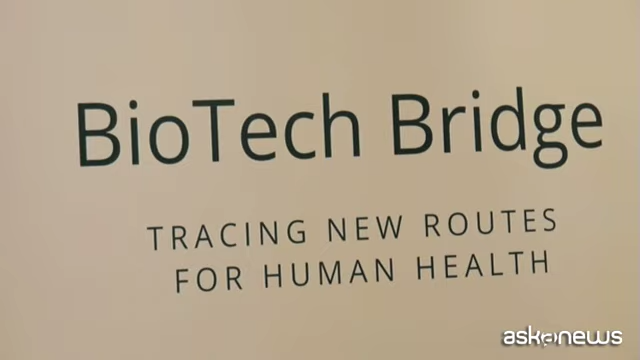 BioTech Bridge
TRACING NEW ROUTES
FOR HUMAN HEALTH
askanews